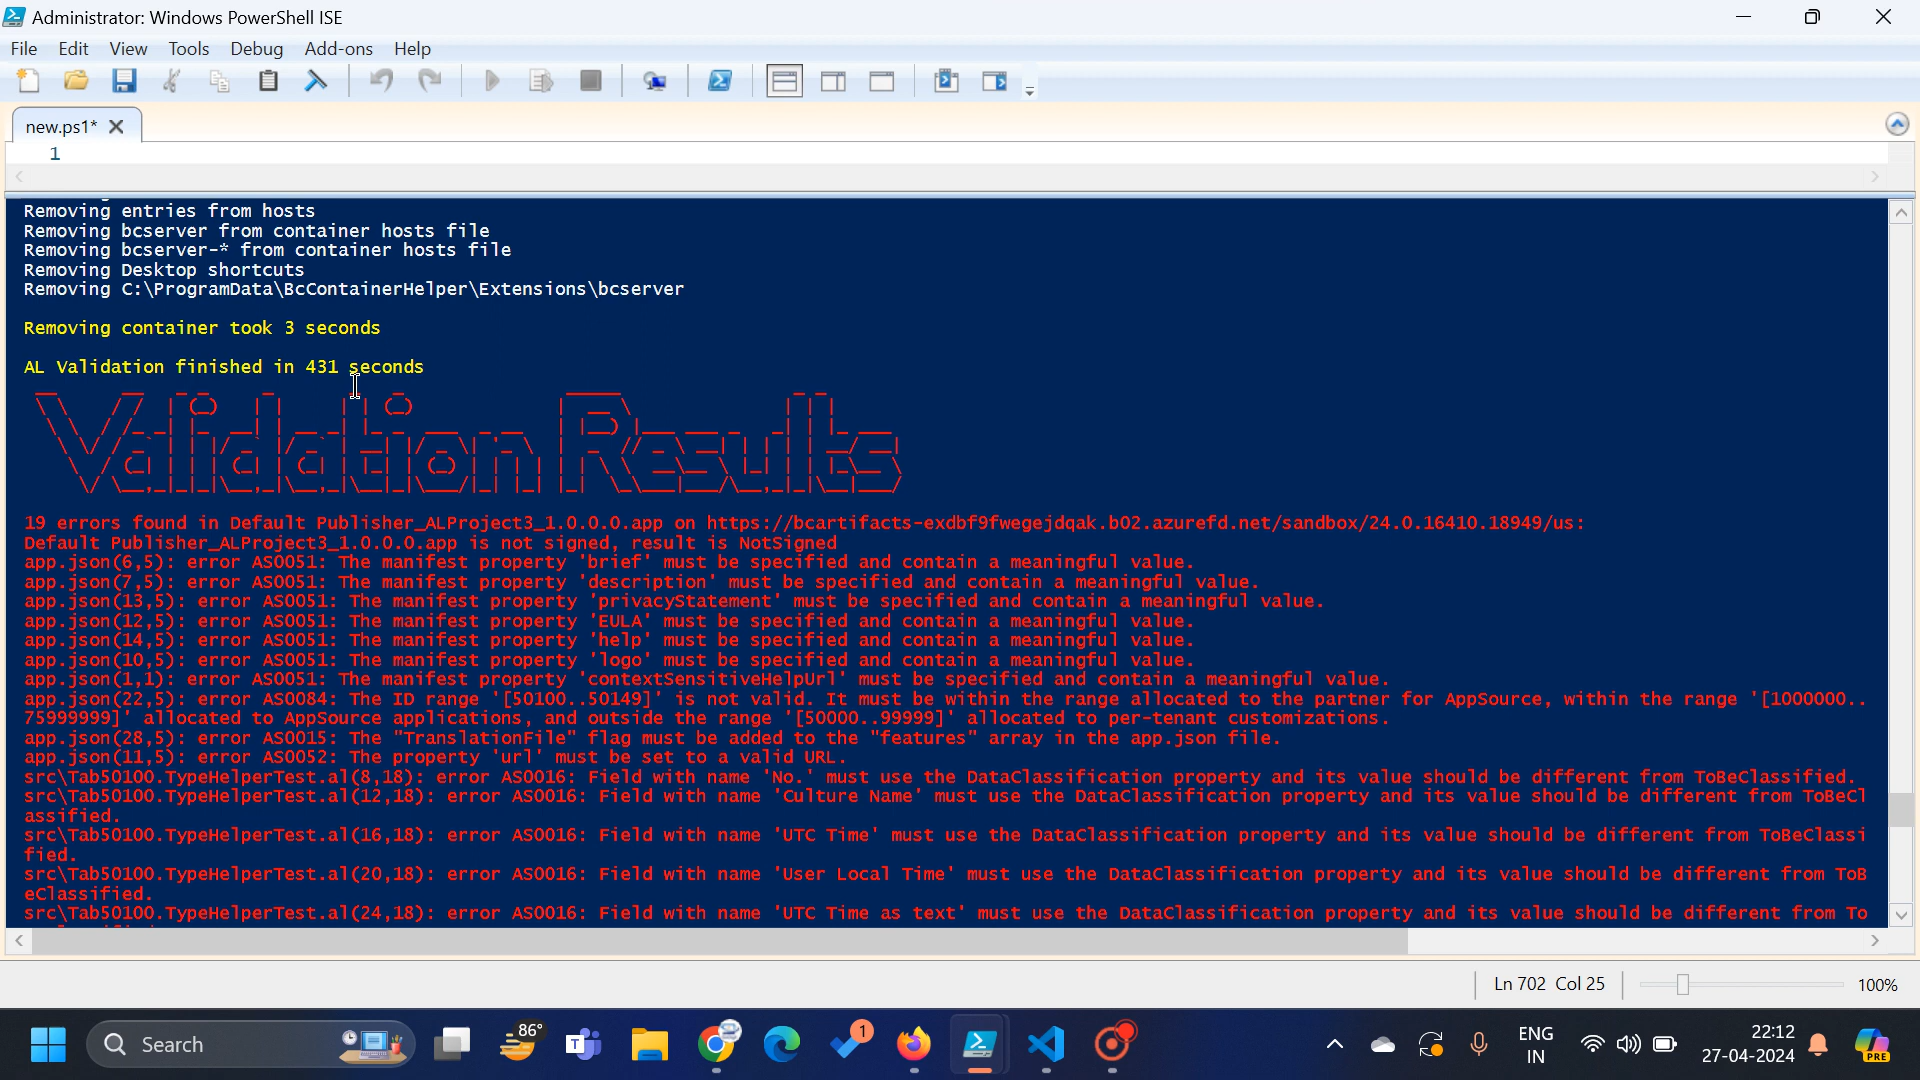 Administrator: Windows PowerShell ISE
File Edit View Tools Debug Add-ons Help
new.ps1*
1
Removing entries from hosts
Removing bcserver from container hosts file
Removing bcserver-* from container hosts file
Removing Desktop shortcuts
Removing C:\ProgramData\BcContainerHelper\Extensions\bcserver
Removing container took 3 seconds
AL Validation finished in 431 seconds
Validation Results
19 errors found in Default Publisher_ALProject3_1.0.0.0.app on https://bcartifacts-exdbf9fwegejdqak.b02.azurefd.net/sandbox/24.0.16410.18949/us:
Default Publisher_ALProject3_1.0.0.0.app is not signed, result is NotSigned
app.json(6,5): error AS0051: The manifest property 'brief' must be specified and contain a meaningful value.
app.json(7,5): error AS0051: The manifest property 'description' must be specified and contain a meaningful value.
app.json(13,5): error AS0051: The manifest property 'privacyStatement' must be specified and contain a meaningful value.
app.json(12,5): error AS0051: The manifest property 'EULA' must be specified and contain a meaningful value.
app.json(14,5): error AS0051: The manifest property 'help' must be specified and contain a meaningful value.
app.json(10,5): error AS0051: The manifest property 'logo' must be specified and contain a meaningful value.
app.json(1,1): error AS0051: The manifest property 'contextSensitiveHelpUrl' must be specified and contain a meaningful value.
app.json(22,5): error AS0084: The ID range '[50100..50149]' is not valid. It must be within the range allocated to the partner for AppSource, within the range '[1000000..
75999999]' allocated to AppSource applications, and outside the range '[50000..99999]' allocated to per-tenant customizations.
app.json(28,5): error AS0015: The "TranslationFile" flag must be added to the "features" array in the app.json file.
app.json(11,5): error AS0052: The property 'url' must be set to a valid URL.
src\Tab50100.TypeHelperTest.al(8,18): error AS0016: Field with name 'No.' must use the DataClassification property and its value should be different from ToBeClassified.
src\Tab50100.TypeHelperTest.al(12,18): error AS0016: Field with name 'Culture Name' must use the DataClassification property and its value should be different from ToBeCl
assified.
src\Tab50100.TypeHelperTest.al(16,18): error AS0016: Field with name 'UTC Time' must use the DataClassification property and its value should be different from ToBeClassi
fied.
src\Tab50100.TypeHelperTest.al(20,18): error AS0016: Field with name 'User Local Time' must use the DataClassification property and its value should be different from ToB
eClassified.
src\Tab50100.TypeHelperTest.al(24,18): error AS0016: Field with name 'UTC Time as text' must use the DataClassification property and its value should be different from To
Ln 702 Col 25
100%
Search
86°
1
ENG
IN
22:12
27-04-2024
PRE